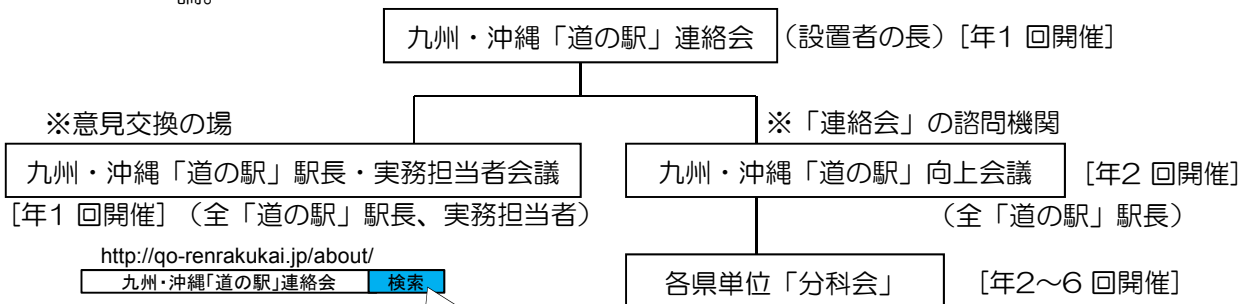 九州・沖縄「道の駅」連絡会 （設置者の長）［年1 回開催］
※意見交換の場
※「連絡会」の諮問機関
九州・沖縄「道の駅」駅長・実務担当者会議
九州・沖縄「道の駅」向上会議 ［年2 回開催］
［年1 回開催］（全「道の駅」駅長、実務担当者）
（全「道の駅」駅長）
http://qo-renrakukai.jp/about/
九州・沖縄「道の駅」連絡会 検索
各県単位「分科会」 ［年2～6 回開催］